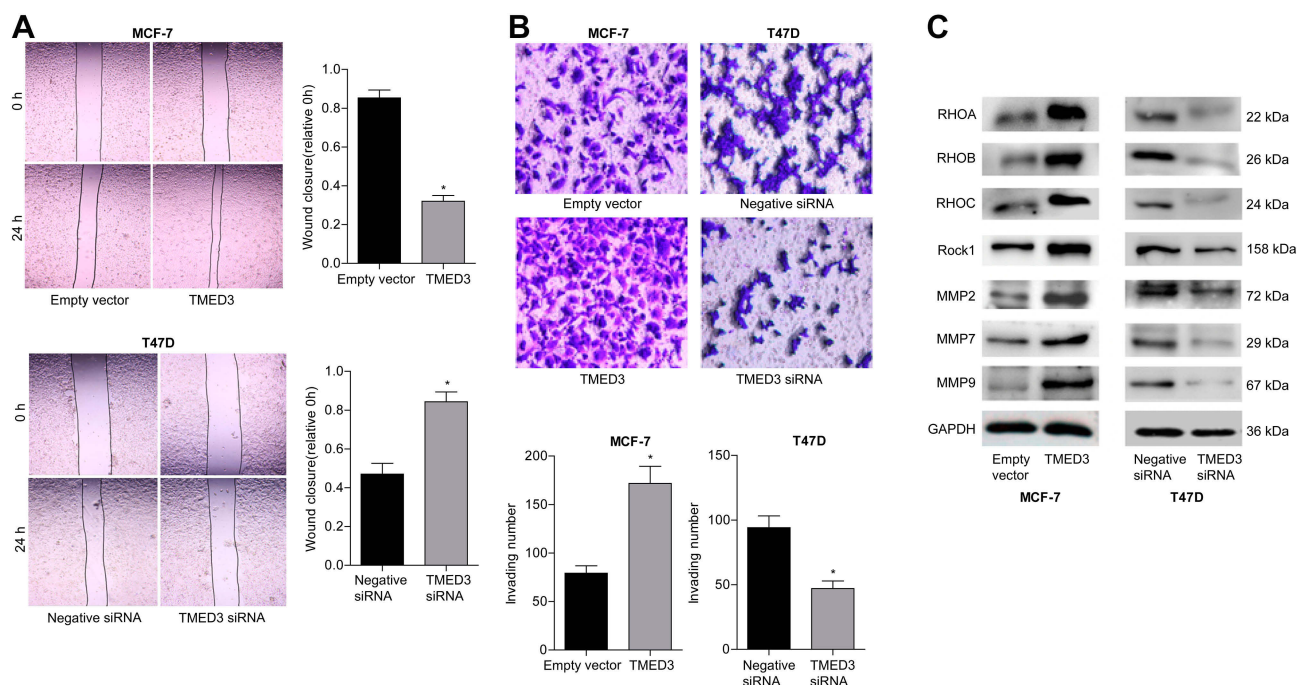 A
MCF-7
0 h
24 h
Empty vector
TMED3
Wound closure(relative 0h)
1.0
0.8
0.6
0.4
0.2
0.0
*
Empty vector
TMED3
T47D
0 h
24 h
Negative siRNA
TMED3 siRNA
Wound closure(relative 0h)
1.0
0.8
0.6
0.4
0.2
0.0
*
Negative
siRNA
TMED3
siRNA
B
MCF-7
T47D
Empty vector
Negative siRNA
TMED3
TMED3 siRNA
MCF-7
Invading number
200
150
100
50
0
*
Empty vector
TMED3
T47D
Invading number
150
100
50
0
*
Negative
siRNA
TMED3
siRNA
C
RHOA
22 kDa
RHOB
26 kDa
RHOC
24 kDa
Rock1
158 kDa
MMP2
72 kDa
MMP7
29 kDa
MMP9
67 kDa
GAPDH
36 kDa
Empty
vector
TMED3
Negative
siRNA
TMED3
siRNA
MCF-7
T47D